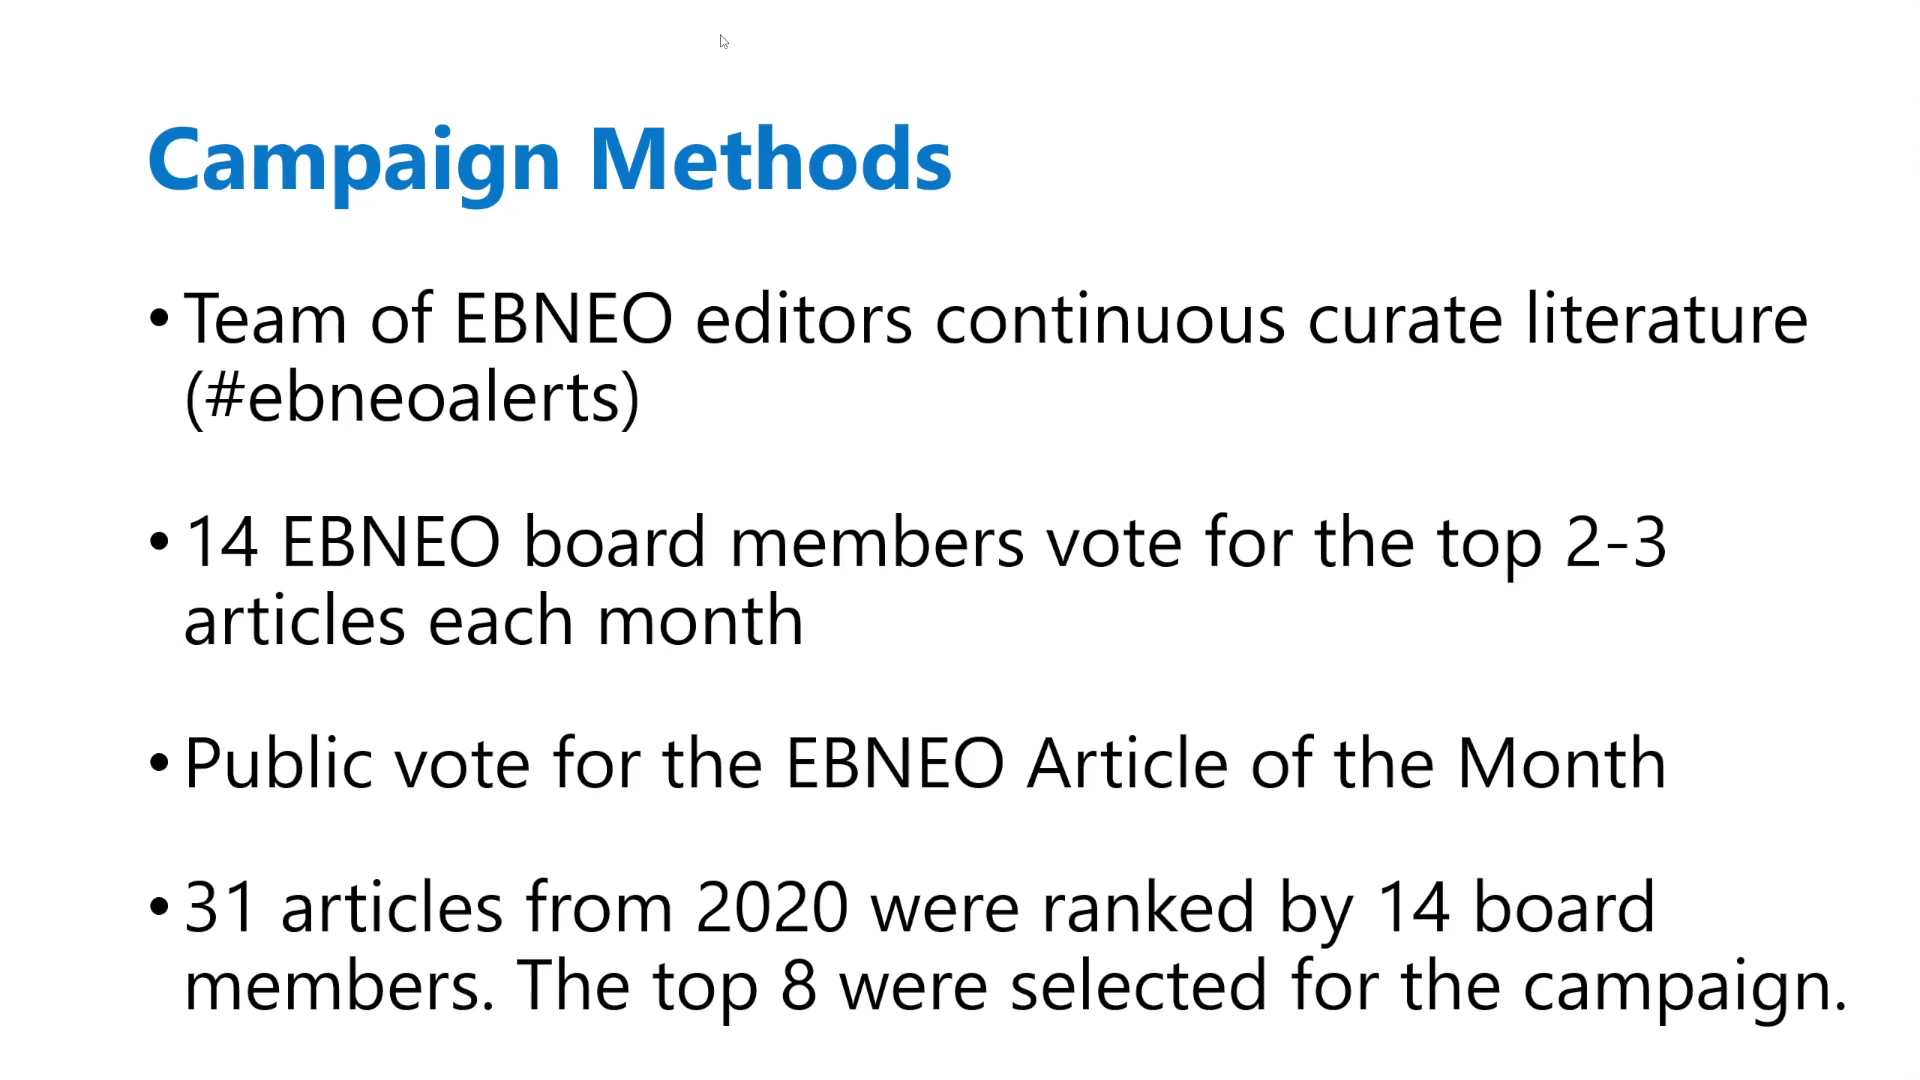 Campaign Methods
• Team of EBNEO editors continuous curate literature
(#ebneoalerts)
• 14 EBNEO board members vote for the top 2-3
articles each month
• Public vote for the EBNEO Article of the Month
• 31 articles from 2020 were ranked by 14 board
members. The top 8 were selected for the campaign.